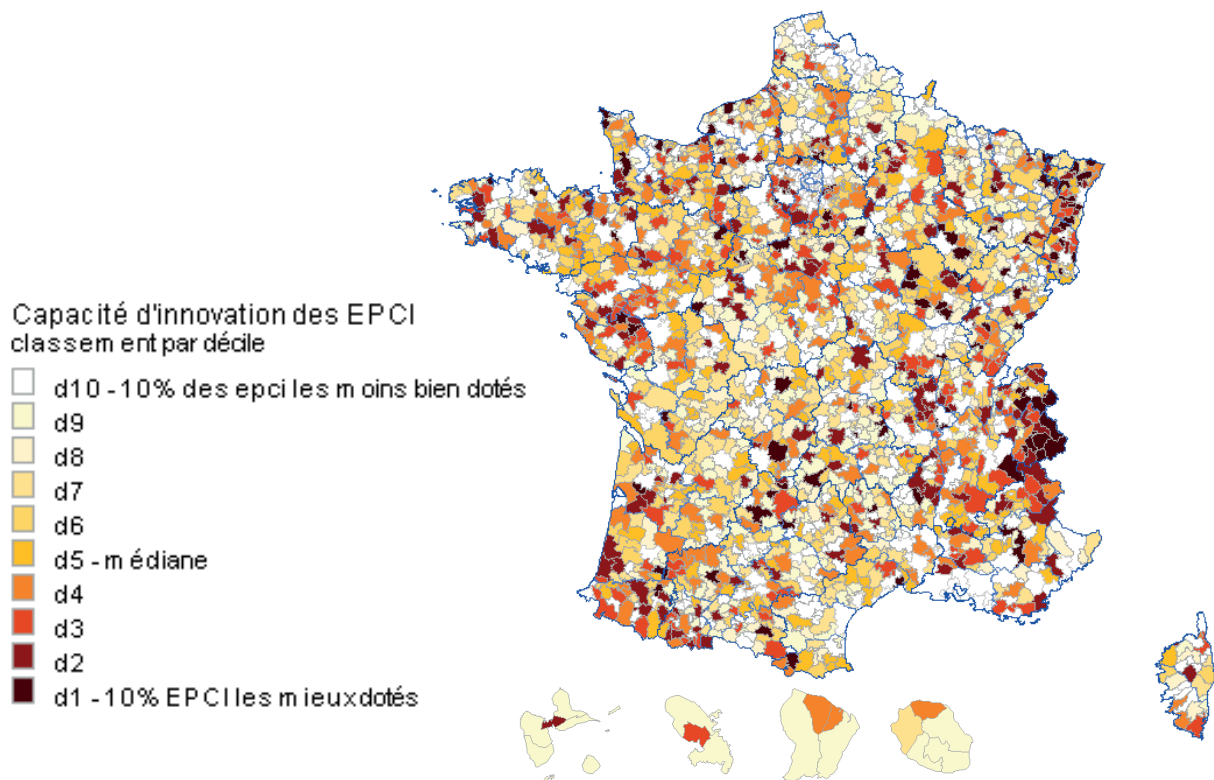 Capacité d'innovation des EPCI
classement par décile
d10 - 10% des epci les moins bien dotés
d9
d8
d7
d6
d5 - médiane
d4
d3
d2
d1 - 10% EPCI les mieux dotés